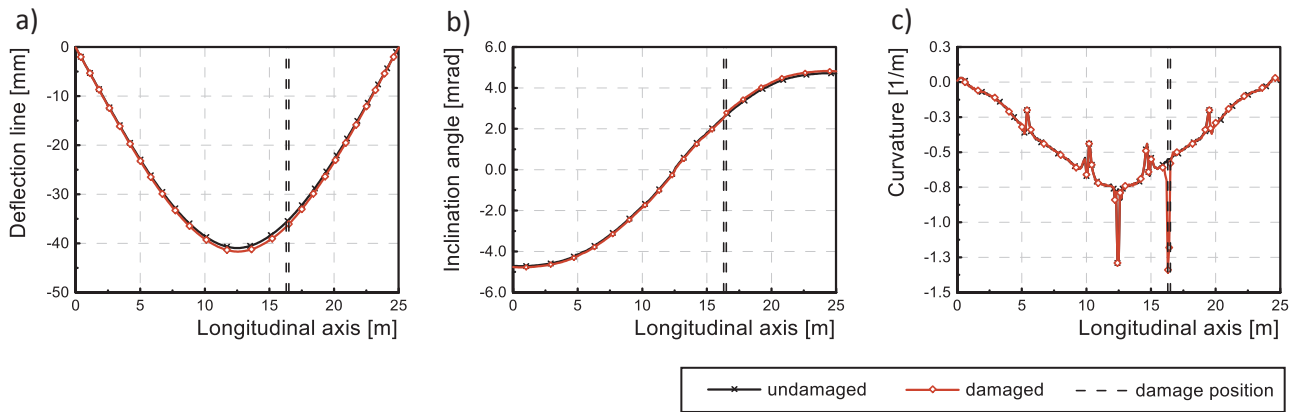 a)
Deflection line [mm]
0
-10
-20
-30
-40
-50
0 5 10 15 20 25
Longitudinal axis [m]
b)
Inclination angle [mrad]
6.0
4.0
2.0
0.0
-2.0
-4.0
-6.0
0 5 10 15 20 25
Longitudinal axis [m]
c)
Curvature [1/m]
0.3
0.0
-0.3
-0.5
-0.8
-1.0
-1.3
-1.5
0 5 10 15 20 25
Longitudinal axis [m]
undamaged damaged damage position